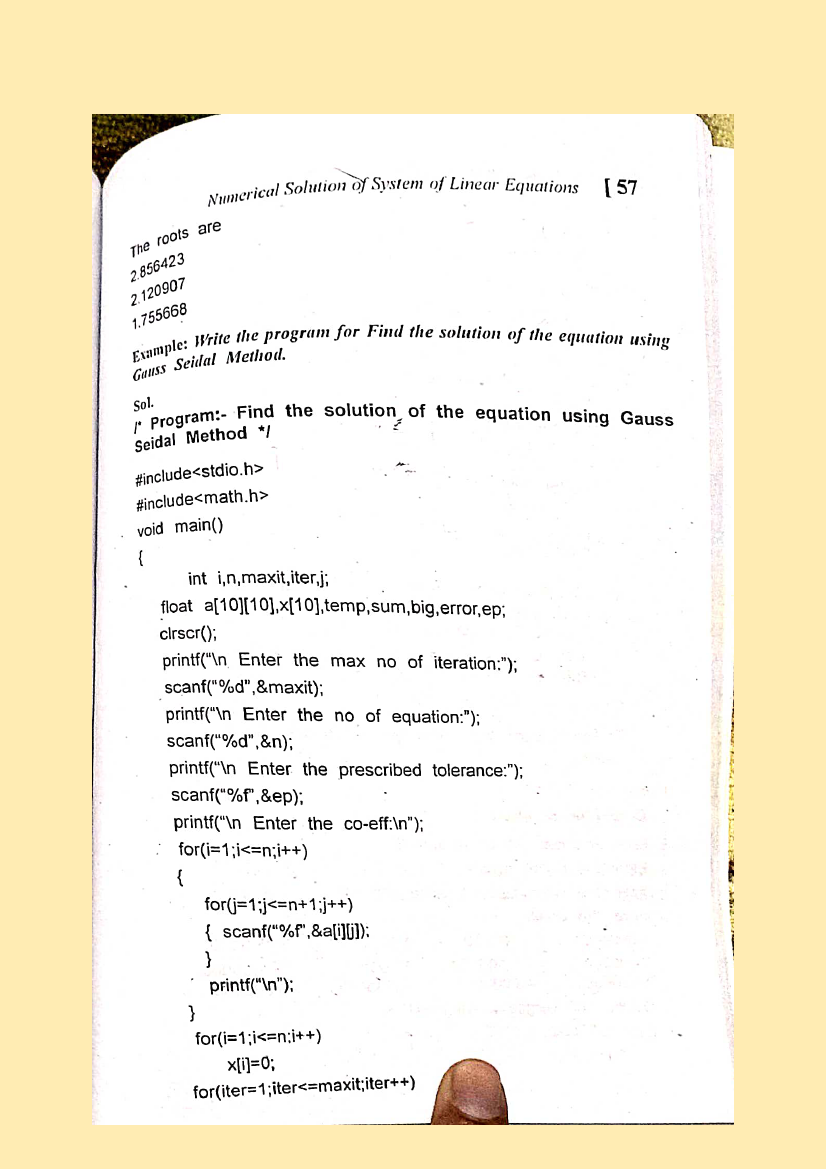 Numerical Solution of System of Linear Equations [ 57
The roots are
2.856423
2.120907
1.755668
Example: Write the program for Find the solution of the equation using
Gauss Seidal Method.
Sol.
/* Program:- Find the solution of the equation using Gauss
Seidal Method */
#include<stdio.h>
#include<math.h>
void main()
{
int i,n,maxit,iter,j;
float a[10][10],x[10],temp,sum,big,error,ep;
clrscr();
printf("\n Enter the max no of iteration:");
scanf("%d",&maxit);
printf("\n Enter the no of equation:");
scanf("%d",&n);
printf("\n Enter the prescribed tolerance:");
scanf("%f",&ep);
printf("\n Enter the co-eff:\n");
for(i=1;i<=n;i++)
{
for(j=1;j<=n+1;j++)
{ scanf("%f",&a[i][j]);
}
printf("\n");
}
for(i=1;i<=n;i++)
x[i]=0;
for(iter=1;iter<=maxit;iter++)